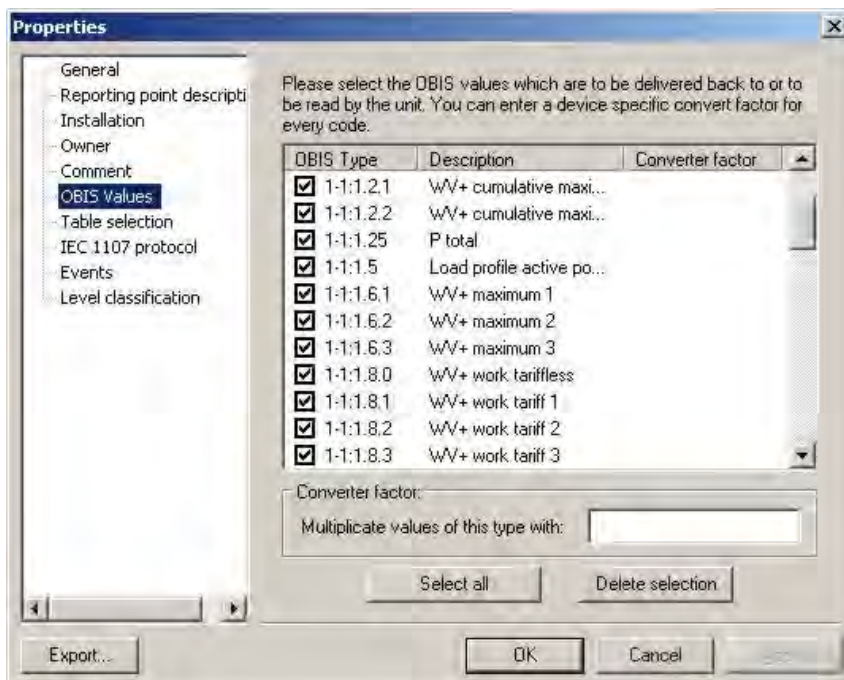 Properties
General
Reporting point descripti
Installation
Owner
Comment
OBIS Values
Table selection
IEC 1107 protocol
Events
Level classification
Please select the OBIS values which are to be delivered back to or to
be read by the unit. You can enter a device specific convert factor for
every code.
OBIS Type Description Converter factor
1-1:1.2.1 WV+ cumulative maxi...
1-1:1.2.2 WV+ cumulative maxi...
1-1:1.25 P total
1-1:1.5 Load profile active po...
1-1:1.6.1 WV+ maximum 1
1-1:1.6.2 WV+ maximum 2
1-1:1.6.3 WV+ maximum 3
1-1:1.8.0 WV+ work tariffless
1-1:1.8.1 WV+ work tariff 1
1-1:1.8.2 WV+ work tariff 2
1-1:1.8.3 WV+ work tariff 3
Converter factor:
Multiplicate values of this type with:
Select all Delete selection
Export... OK Cancel